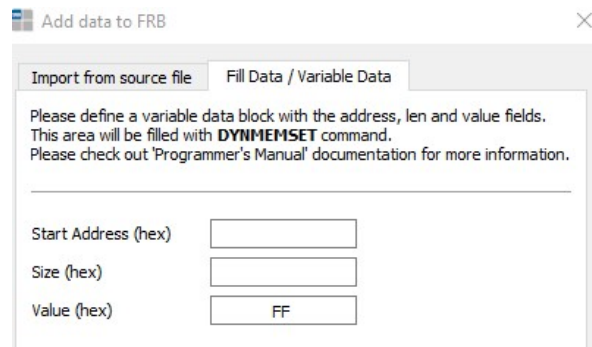 Add data to FRB
Import from source file
Fill Data / Variable Data
Please define a variable data block with the address, len and value fields.
This area will be filled with DYNMEMSET command.
Please check out 'Programmer's Manual' documentation for more information.
Start Address (hex)
Size (hex)
Value (hex) FF